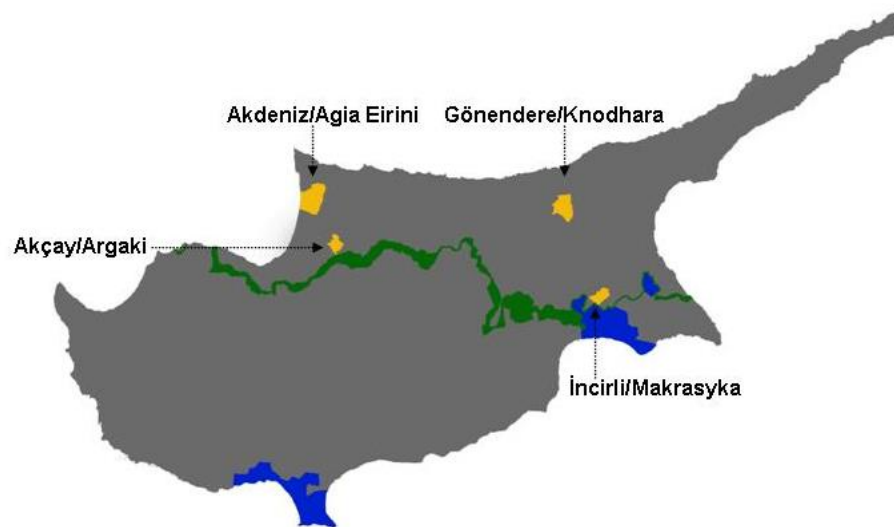 Akdeniz/Agia Eirini
Gönendere/Knodhara
Akçay/Argaki
İncirli/Makrasyka